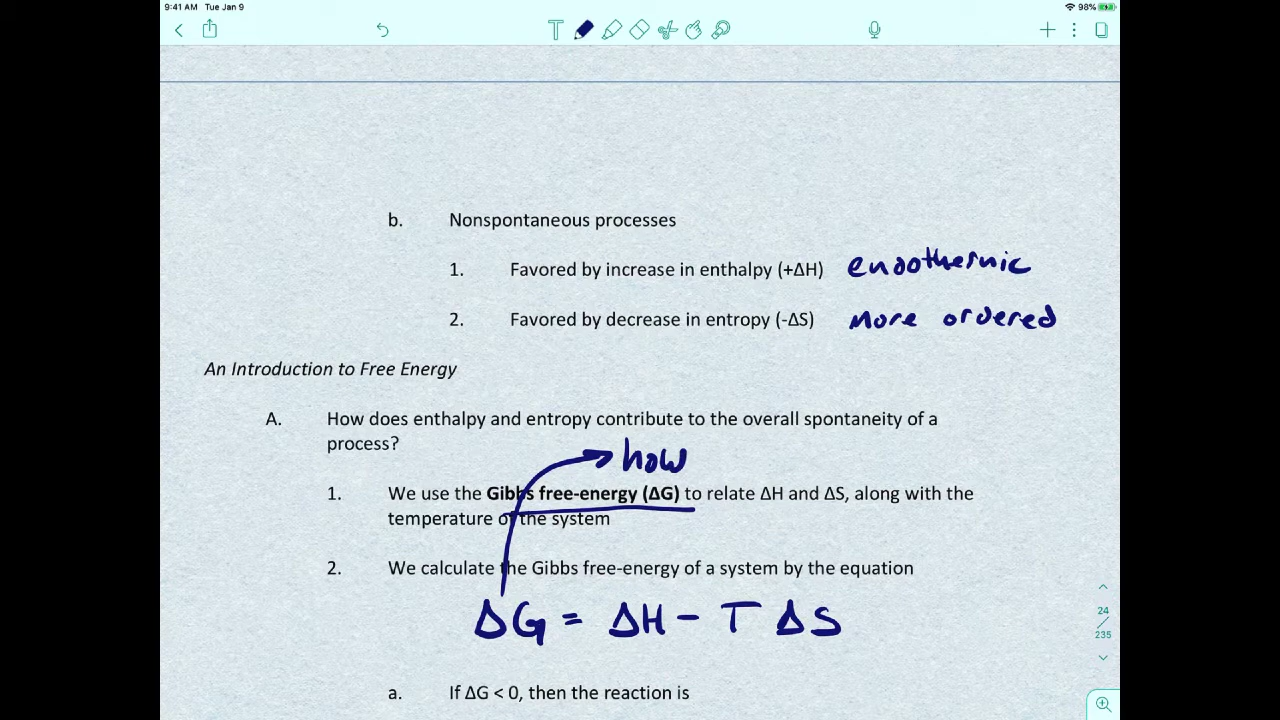 9:41 AM Tue Jan 9
98%
b. Nonspontaneous processes
1. Favored by increase in enthalpy (+ΔH) endothermic
2. Favored by decrease in entropy (-ΔS) more ordered
An Introduction to Free Energy
A. How does enthalpy and entropy contribute to the overall spontaneity of a
process?
how
1. We use the Gibbs free-energy (ΔG) to relate ΔH and ΔS, along with the
temperature of the system
2. We calculate the Gibbs free-energy of a system by the equation
ΔG = ΔH - TΔS
24
/
235
a. If ΔG < 0, then the reaction is